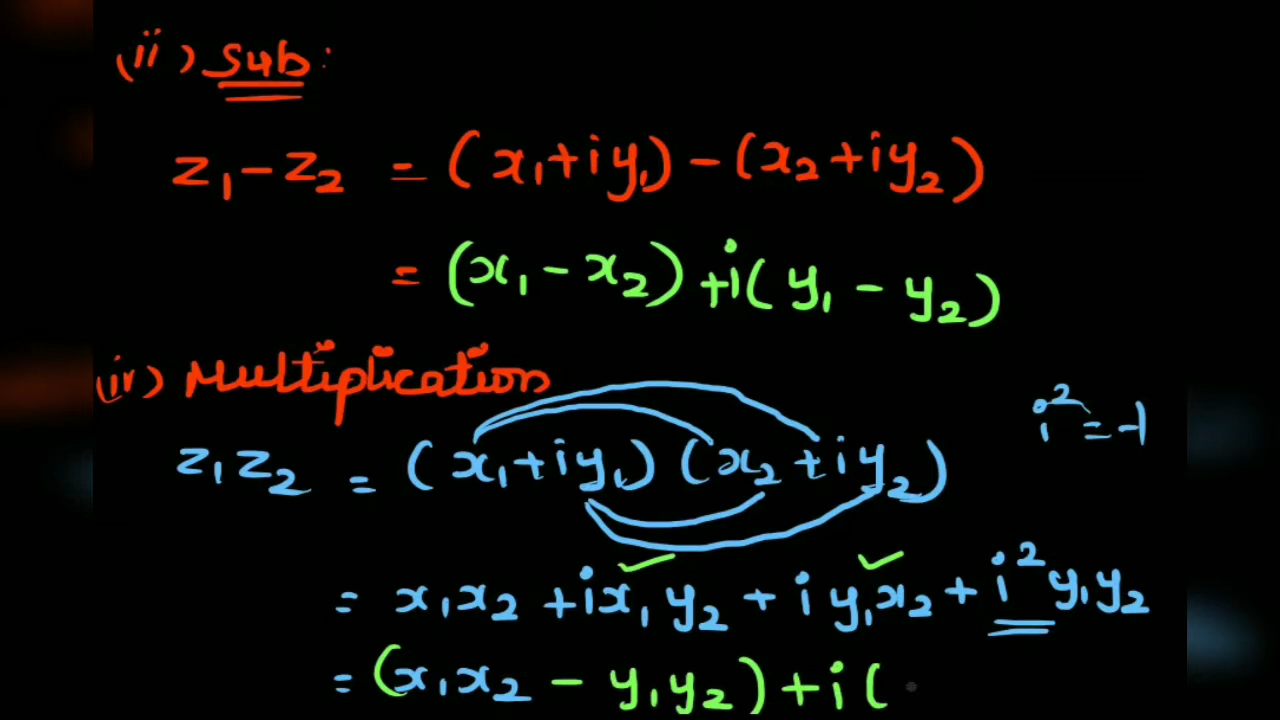 (ii) Sub:
z₁ - z₂ = (x₁ + iy₁) - (x₂ + iy₂)
= (x₁ - x₂) + i(y₁ - y₂)
(iv) Multiplication
i² = -1
z₁z₂ = (x₁ + iy₁) (x₂ + iy₂)
= x₁x₂ + ix₁y₂ + iy₁x₂ + i²y₁y₂
= (x₁x₂ - y₁y₂) + i(